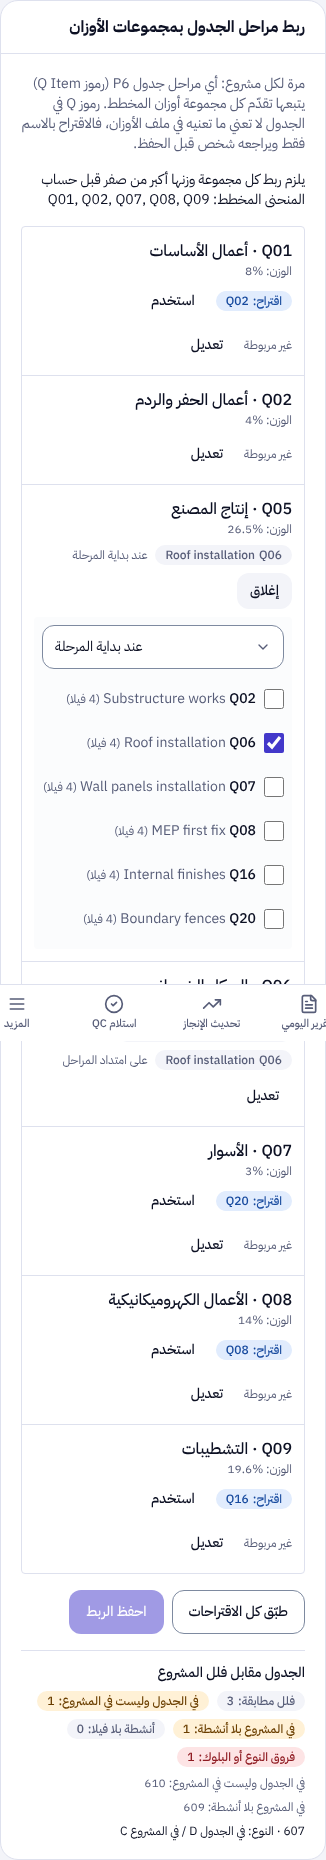 ربط مراحل الجدول بمجموعات الأوزان
مرة لكل مشروع: أي مراحل جدول P6 (رموز Q Item)
يتبعها تقدّم كل مجموعة أوزان المخطط. رموز Q في
الجدول لا تعني ما تعنيه في ملف الأوزان، فالاقتراح بالاسم
فقط ويراجعه شخص قبل الحفظ.
يلزم ربط كل مجموعة وزنها أكبر من صفر قبل حساب
المنحنى المخطط: Q01, Q02, Q07, Q08, Q09
Q01 · أعمال الأساسات
الوزن: 8%
اقتراح: Q02 استخدم
غير مربوطة تعديل
Q02 · أعمال الحفر والردم
الوزن: 4%
غير مربوطة تعديل
Q05 · إنتاج المصنع
الوزن: 26.5%
Roof installation Q06 عند بداية المرحلة
إغلاق
عند بداية المرحلة
Q02 Substructure works (4 فيلا)
Q06 Roof installation (4 فيلا)
Q07 Wall panels installation (4 فيلا)
Q08 MEP first fix (4 فيلا)
Q16 Internal finishes (4 فيلا)
Q20 Boundary fences (4 فيلا)
تحديث الإنجاز
استلام QC
المزيد
Roof installation Q06 على امتداد المراحل
تعديل
Q07 · الأسوار
الوزن: 3%
اقتراح: Q20 استخدم
غير مربوطة تعديل
Q08 · الأعمال الكهروميكانيكية
الوزن: 14%
اقتراح: Q08 استخدم
غير مربوطة تعديل
Q09 · التشطيبات
الوزن: 19.6%
اقتراح: Q16 استخدم
غير مربوطة تعديل
طبّق كل الاقتراحات احفظ الربط
الجدول مقابل فلل المشروع
فلل مطابقة: 3 في الجدول وليست في المشروع: 1
في المشروع بلا أنشطة: 1 أنشطة بلا فيلا: 0
فروق النوع أو البلوك: 1
في الجدول وليست في المشروع: 610
في المشروع بلا أنشطة: 609
607 · النوع: في الجدول D / في المشروع C